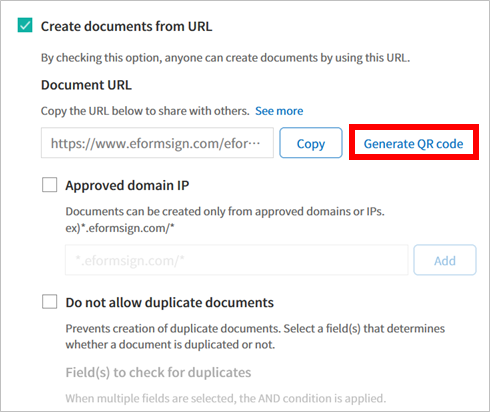 Create documents from URL
By checking this option, anyone can create documents by using this URL.
Document URL
Copy the URL below to share with others. See more
https://www.eformsign.com/efor··· Copy Generate QR code
Approved domain IP
Documents can be created only from approved domains or IPs.
ex)*.eformsign.com/*
*.eformsign.com/* Add
Do not allow duplicate documents
Prevents creation of duplicate documents. Select a field(s) that determines
whether a document is duplicated or not.
Field(s) to check for duplicates
When multiple fields are selected, the AND condition is applied.